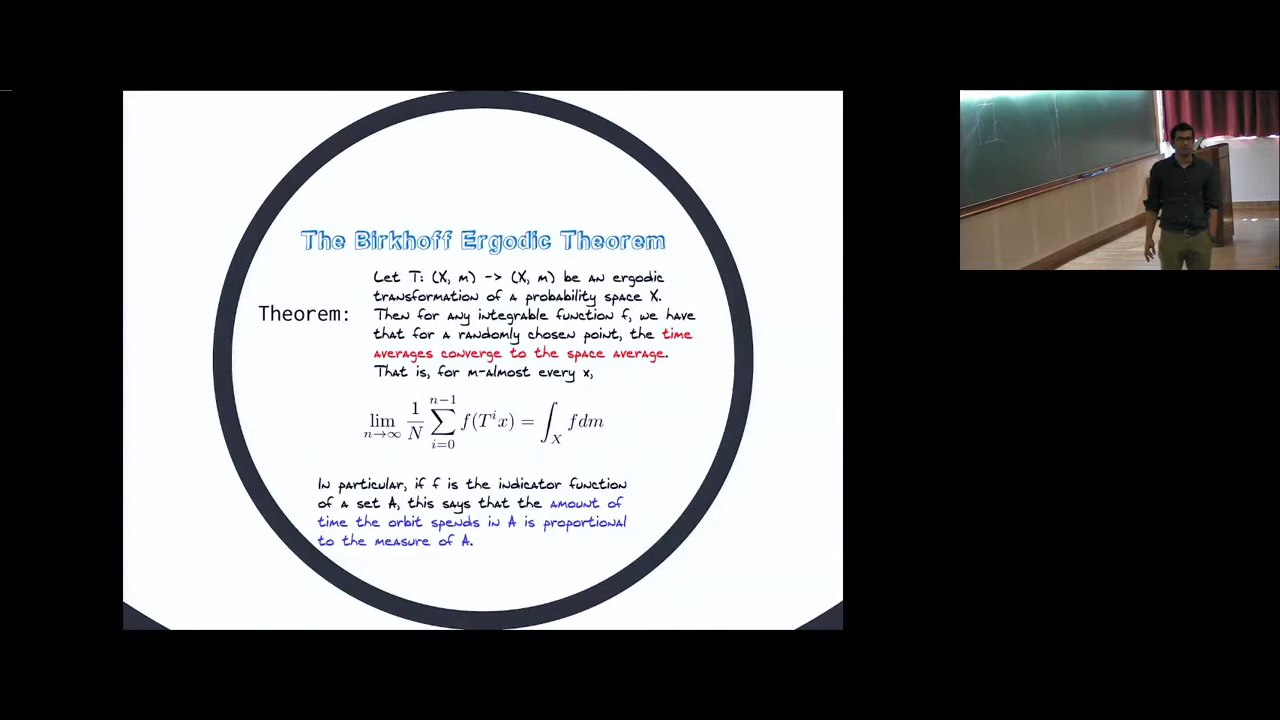 The Birkhoff Ergodic Theorem
Theorem:
Let T: (X, m) -> (X, m) be an ergodic
transformation of a probability space X.
Then for any integrable function f, we have
that for a randomly chosen point, the time
averages converge to the space average.
That is, for m-almost every x,
lim_{n→∞} 1/N ∑_{i=0}^{n-1} f(T^i x) = ∫_X f dm
In particular, if f is the indicator function
of a set A, this says that the amount of
time the orbit spends in A is proportional
to the measure of A.